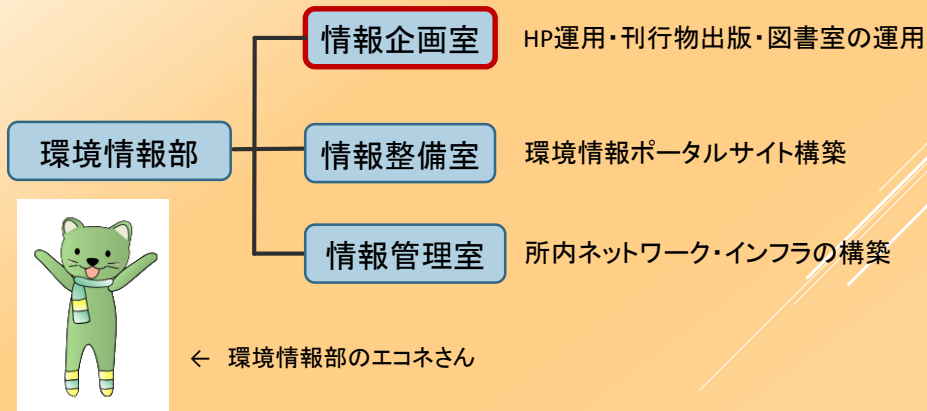 情報企画室 HP運用・刊行物出版・図書室の運用
環境情報部
情報整備室 環境情報ポータルサイト構築
情報管理室 所内ネットワーク・インフラの構築
← 環境情報部のエコネさん